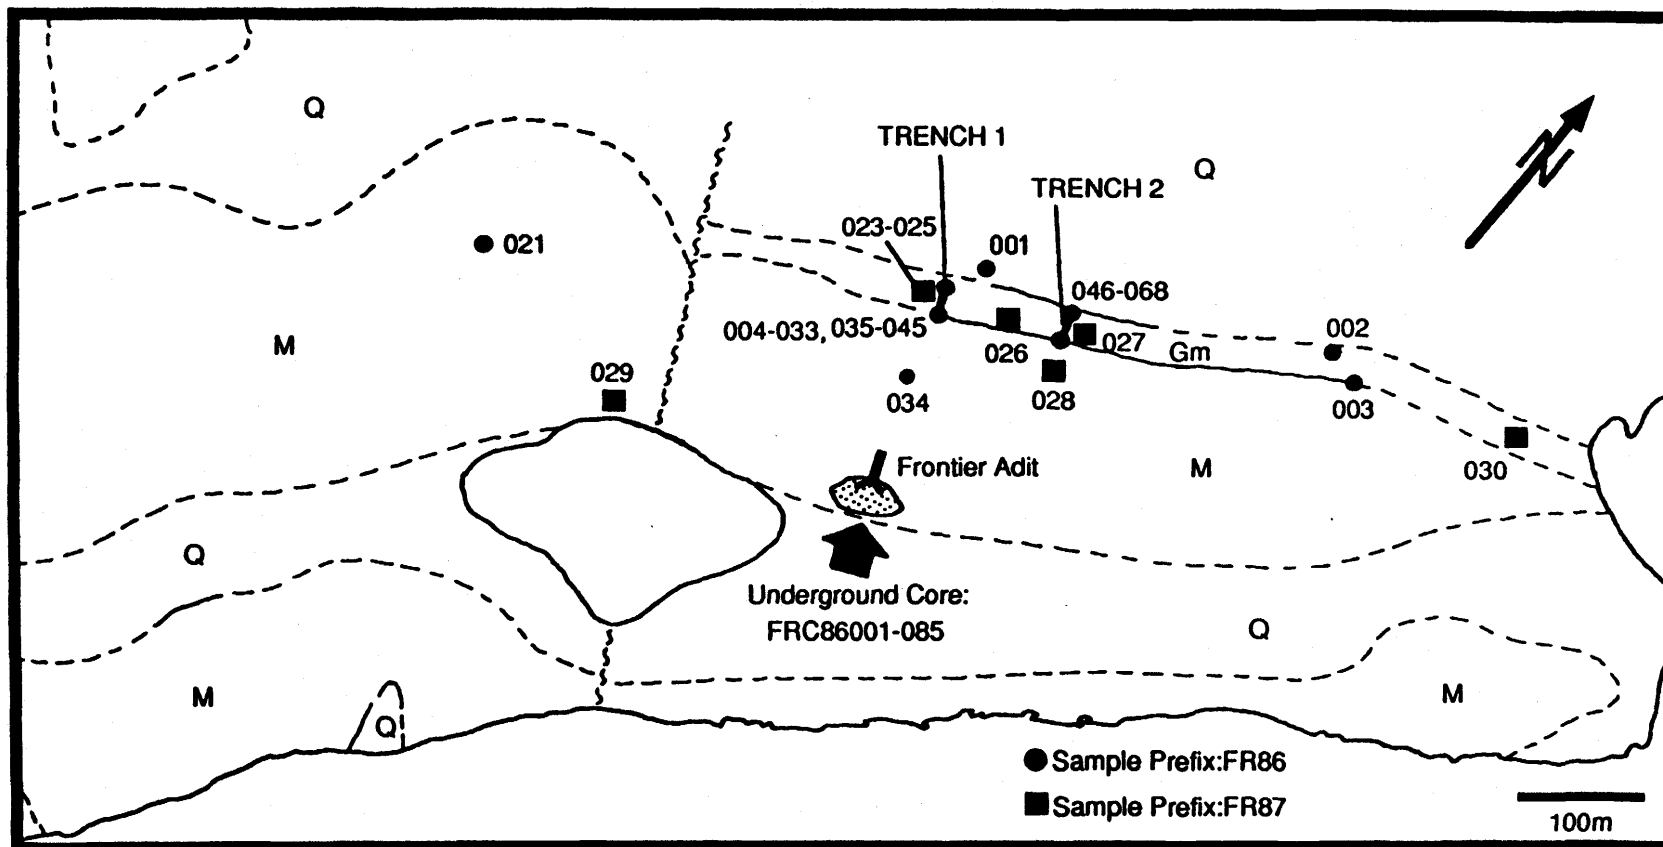 Q
TRENCH 1
Q
TRENCH 2
N
023-025
001
021
046-068
004-033, 035-045
002
026
027
Gm
M
029
034
028
003
Frontier Adit
M
030
Q
Underground Core:
FRC86001-085
Q
M
Q
M
Sample Prefix:FR86
Sample Prefix:FR87
100m